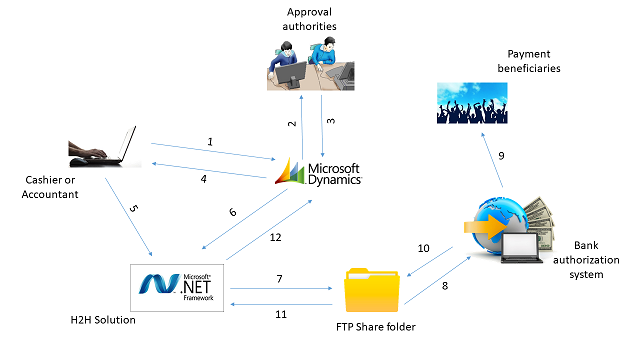 Approval
authorities
Payment
beneficiaries
2
3
1
9
4
Microsoft
Dynamics
Cashier or
Accountant
5
6
12
10
Bank
authorization
system
Microsoft
.NET
Framework
7
8
11
H2H Solution
FTP Share folder